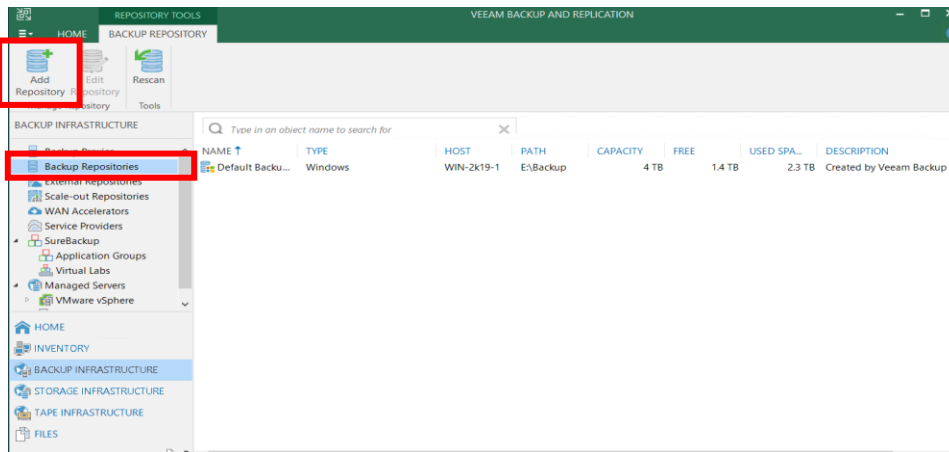 REPOSITORY TOOLS
VEEAM BACKUP AND REPLICATION
HOME
BACKUP REPOSITORY
Add Repository
Edit Repository
Rescan
Manage Repository
Tools
BACKUP INFRASTRUCTURE
Type in an object name to search for
NAME TYPE HOST PATH CAPACITY FREE USED SPA... DESCRIPTION
Default Backu... Windows WIN-2k19-1 E:\Backup 4 TB 1.4 TB 2.3 TB Created by Veeam Backup
Backup Proxies
Backup Repositories
External Repositories
Scale-out Repositories
WAN Accelerators
Service Providers
SureBackup
Application Groups
Virtual Labs
Managed Servers
VMware vSphere
HOME
INVENTORY
BACKUP INFRASTRUCTURE
STORAGE INFRASTRUCTURE
TAPE INFRASTRUCTURE
FILES